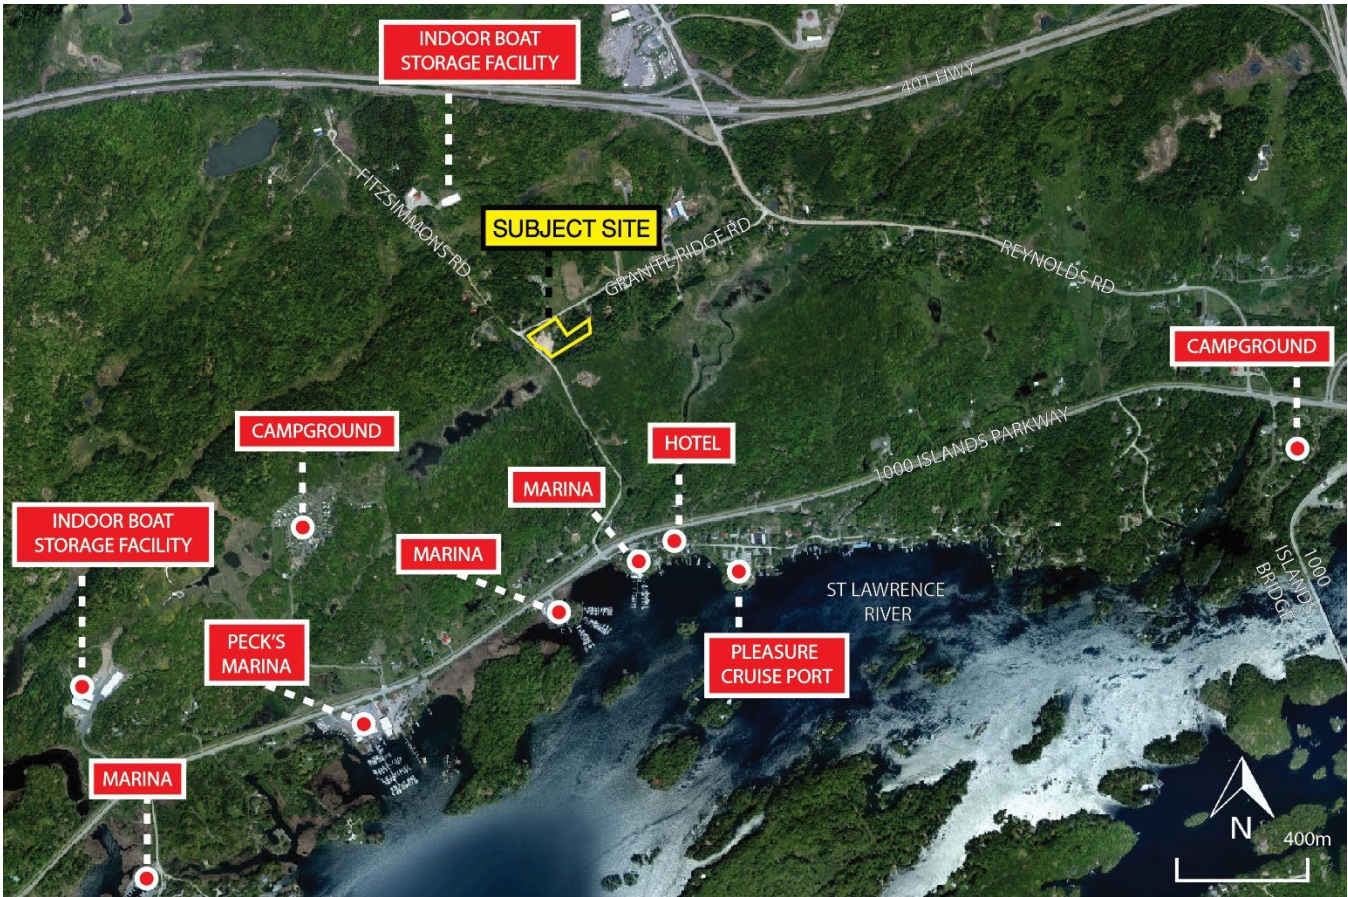 INDOOR BOAT
STORAGE FACILITY
401 HWY
FITZSIMMONS RD
SUBJECT SITE
GRANITE RIDGE RD
REYNOLDS RD
CAMPGROUND
CAMPGROUND
HOTEL
1000 ISLANDS PARKWAY
MARINA
INDOOR BOAT
STORAGE FACILITY
MARINA
1000
ISLANDS
BRIDGE
ST LAWRENCE
RIVER
PECK'S
MARINA
PLEASURE
CRUISE PORT
MARINA
N
400m